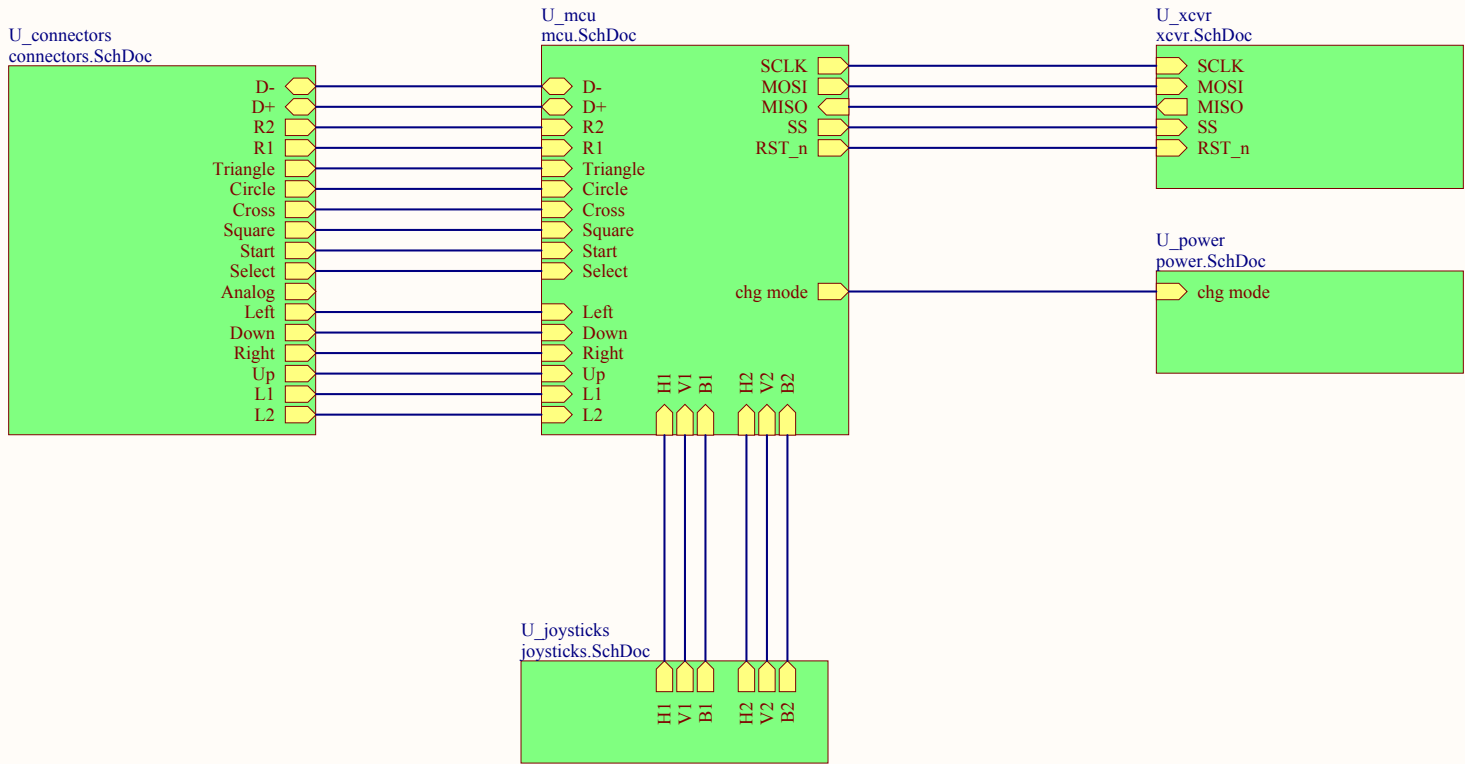 U_connectors
connectors.SchDoc
D-
D+
R2
R1
Triangle
Circle
Cross
Square
Start
Select
Analog
Left
Down
Right
Up
L1
L2
U_mcu
mcu.SchDoc
D-
D+
R2
R1
Triangle
Circle
Cross
Square
Start
Select
Left
Down
Right
Up
L1
L2
SCLK
MOSI
MISO
SS
RST_n
chg mode
H1
V1
B1
H2
V2
B2
U_xcvr
xcvr.SchDoc
SCLK
MOSI
MISO
SS
RST_n
U_power
power.SchDoc
chg mode
U_joysticks
joysticks.SchDoc
H1
V1
B1
H2
V2
B2